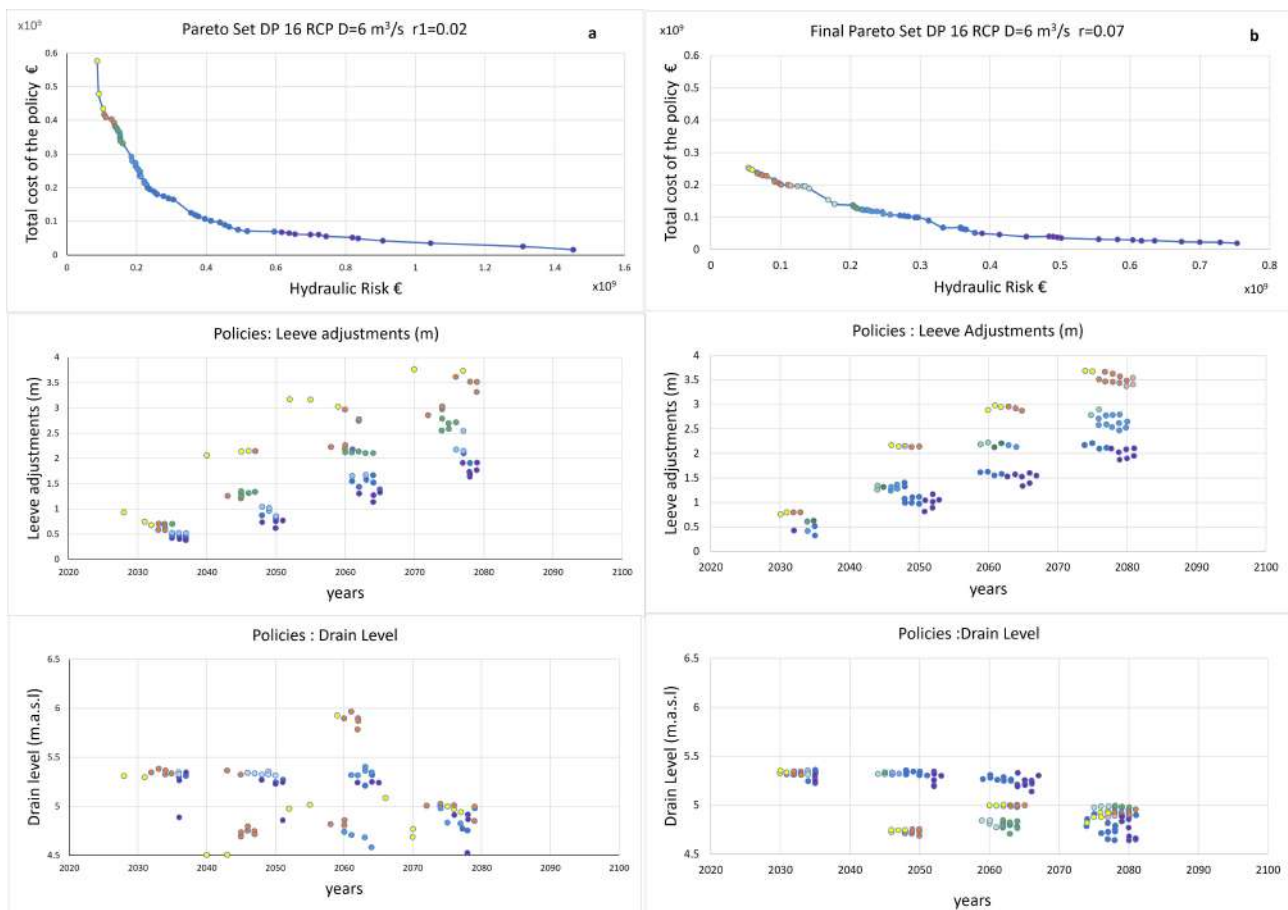 x10⁹
Pareto Set DP 16 RCP D=6 m³/s r1=0.02
a
Total cost of the policy €
0.6
0.5
0.4
0.3
0.2
0.1
0
0 0.2 0.4 0.6 0.8 1 1.2 1.4 1.6
Hydraulic Risk €
x10⁹
x10⁹
Final Pareto Set DP 16 RCP D=6 m³/s r=0.07
b
Total cost of the policy €
0.6
0.5
0.4
0.3
0.2
0.1
0
0 0.1 0.2 0.3 0.4 0.5 0.6 0.7 0.8
Hydraulic Risk €
x10⁹
Policies: Leeve adjustments (m)
Leeve adjustments (m)
4
3.5
3
2.5
2
1.5
1
0.5
0
2020 2030 2040 2050 2060 2070 2080 2090 2100
years
Policies : Leeve Adjustments (m)
Leeve adjustments (m)
4
3.5
3
2.5
2
1.5
1
0.5
0
2020 2030 2040 2050 2060 2070 2080 2090 2100
years
Policies : Drain Level
Drain level (m.a.s.l)
6.5
6
5.5
5
4.5
2020 2030 2040 2050 2060 2070 2080 2090 2100
years
Policies :Drain Level
Drain Level (m.a.s.l)
6.5
6
5.5
5
4.5
2020 2030 2040 2050 2060 2070 2080 2090 2100
years